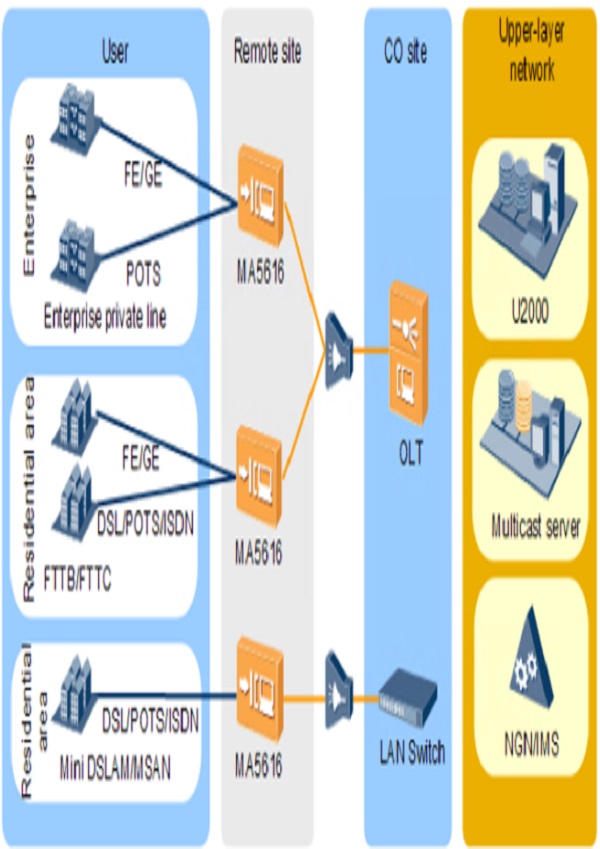 User
Remote site
CO site
Upper-layer
network
Enterprise
FE/GE
POTS
Enterprise private line
MA5616
U2000
Residential area
FE/GE
DSL/POTS/ISDN
FTTB/FTTC
MA5616
OLT
Multicast server
Residential
area
DSL/POTS/ISDN
Mini DSLAM/MSAN
MA5616
LAN Switch
NGN/IMS